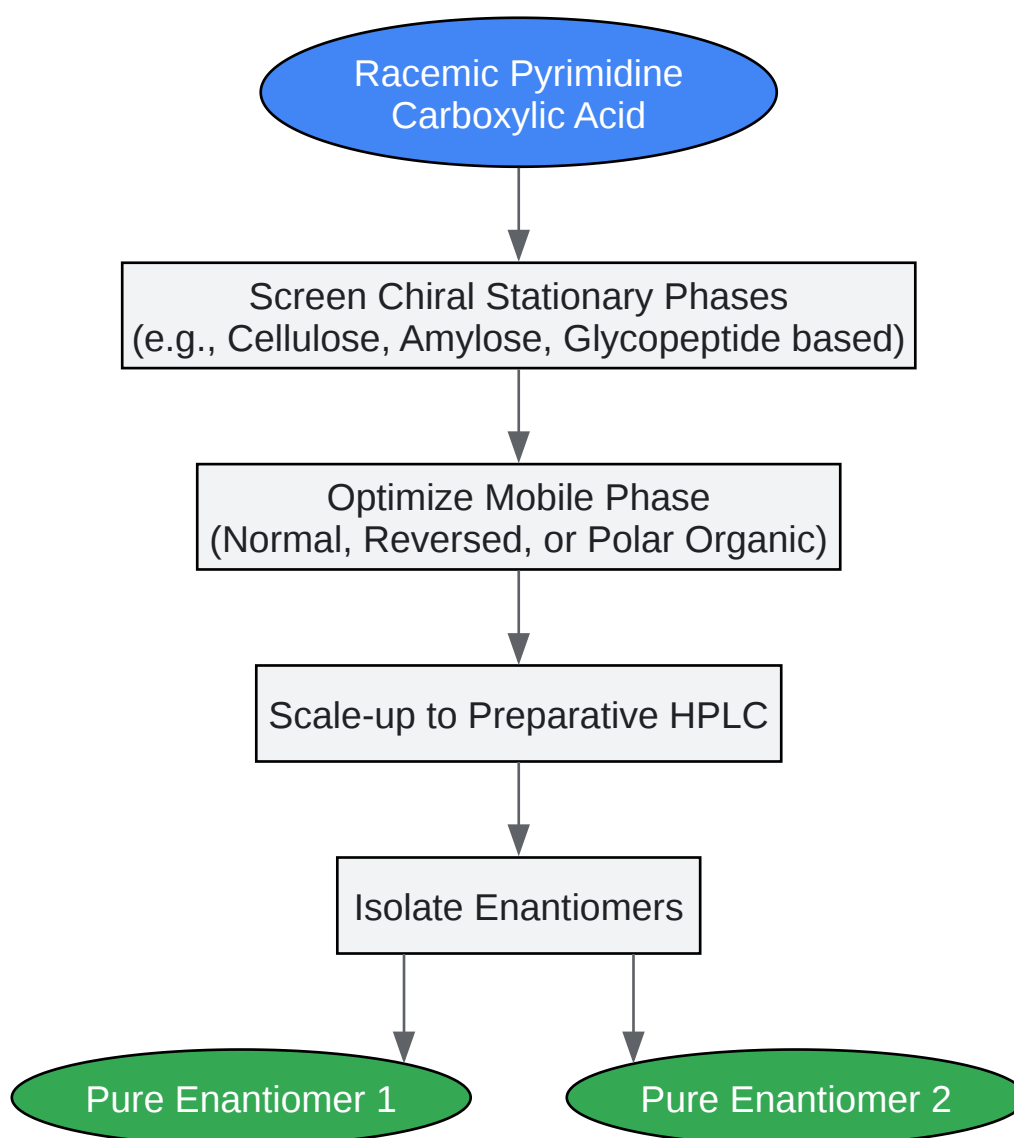 Racemic Pyrimidine
Carboxylic Acid
Screen Chiral Stationary Phases
(e.g., Cellulose, Amylose, Glycopeptide based)
Optimize Mobile Phase
(Normal, Reversed, or Polar Organic)
Scale-up to Preparative HPLC
Isolate Enantiomers
Pure Enantiomer 1
Pure Enantiomer 2